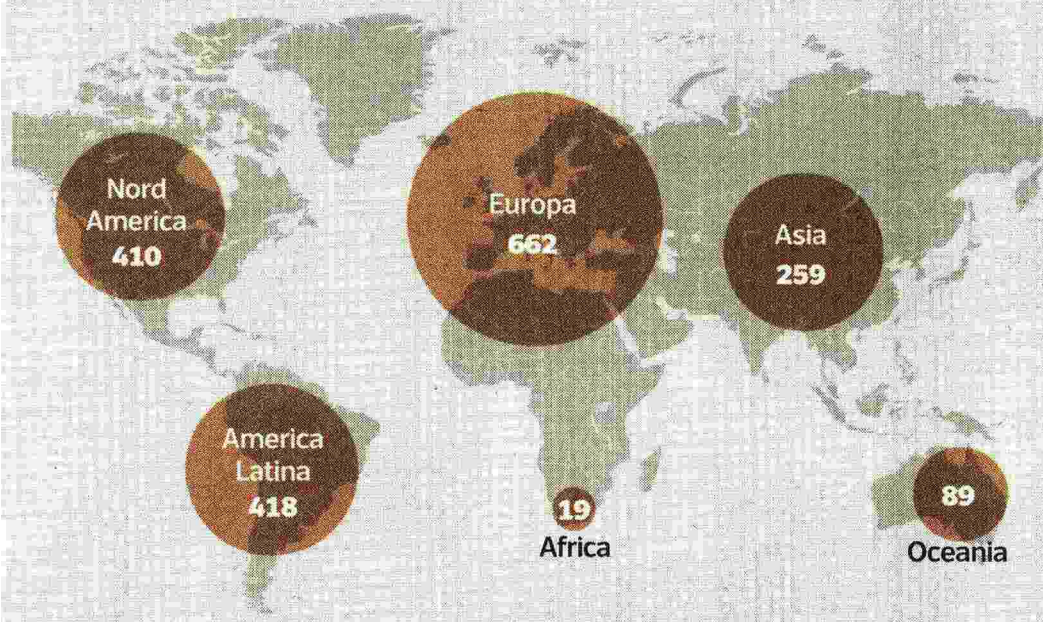 Nord
America
410
Europa
662
Asia
259
America
Latina
418
19
Africa
89
Oceania